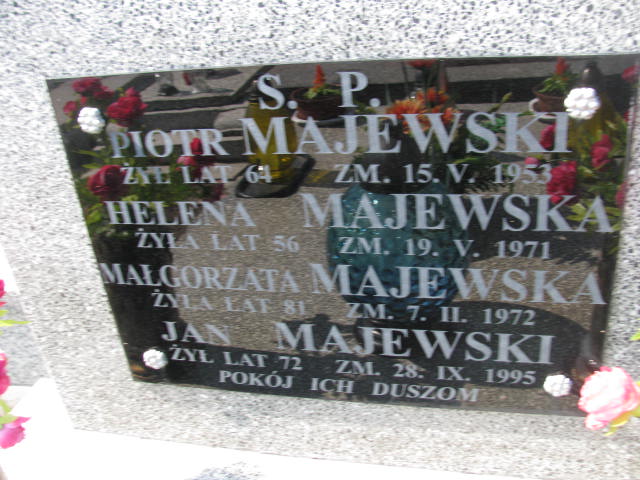 S. P.
PIOTR MAJEWSKI
ŻYŁ LAT 64 ZM. 15. V. 1953
HELENA MAJEWSKA
ŻYŁA LAT 56 ZM. 19. V. 1971
MAŁGORZATA MAJEWSKA
ŻYŁA LAT 81 ZM. 7. II. 1972
JAN MAJEWSKI
ŻYŁ LAT 72 ZM. 28. IX. 1995
POKÓJ ICH DUSZOM